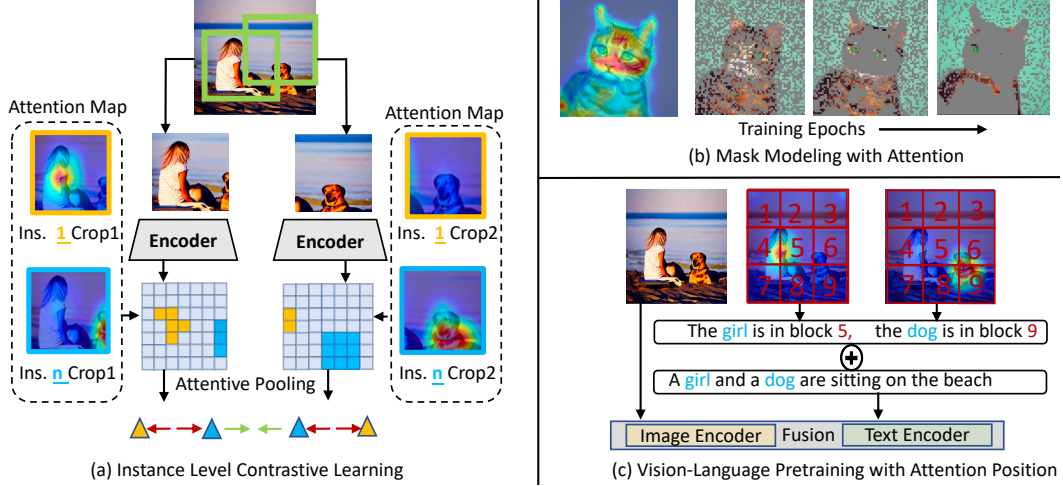 Attention Map
Ins. 1 Crop1
Ins. n Crop1
Encoder
Encoder
Attention Map
Ins. 1 Crop2
Ins. n Crop2
Attentive Pooling
(a) Instance Level Contrastive Learning
Training Epochs
(b) Mask Modeling with Attention
1 2 3
4 5 6
7 8 9
1 2 3
4 5 6
7 8 9
The girl is in block 5, the dog is in block 9
A girl and a dog are sitting on the beach
Image Encoder Fusion Text Encoder
(c) Vision-Language Pretraining with Attention Position